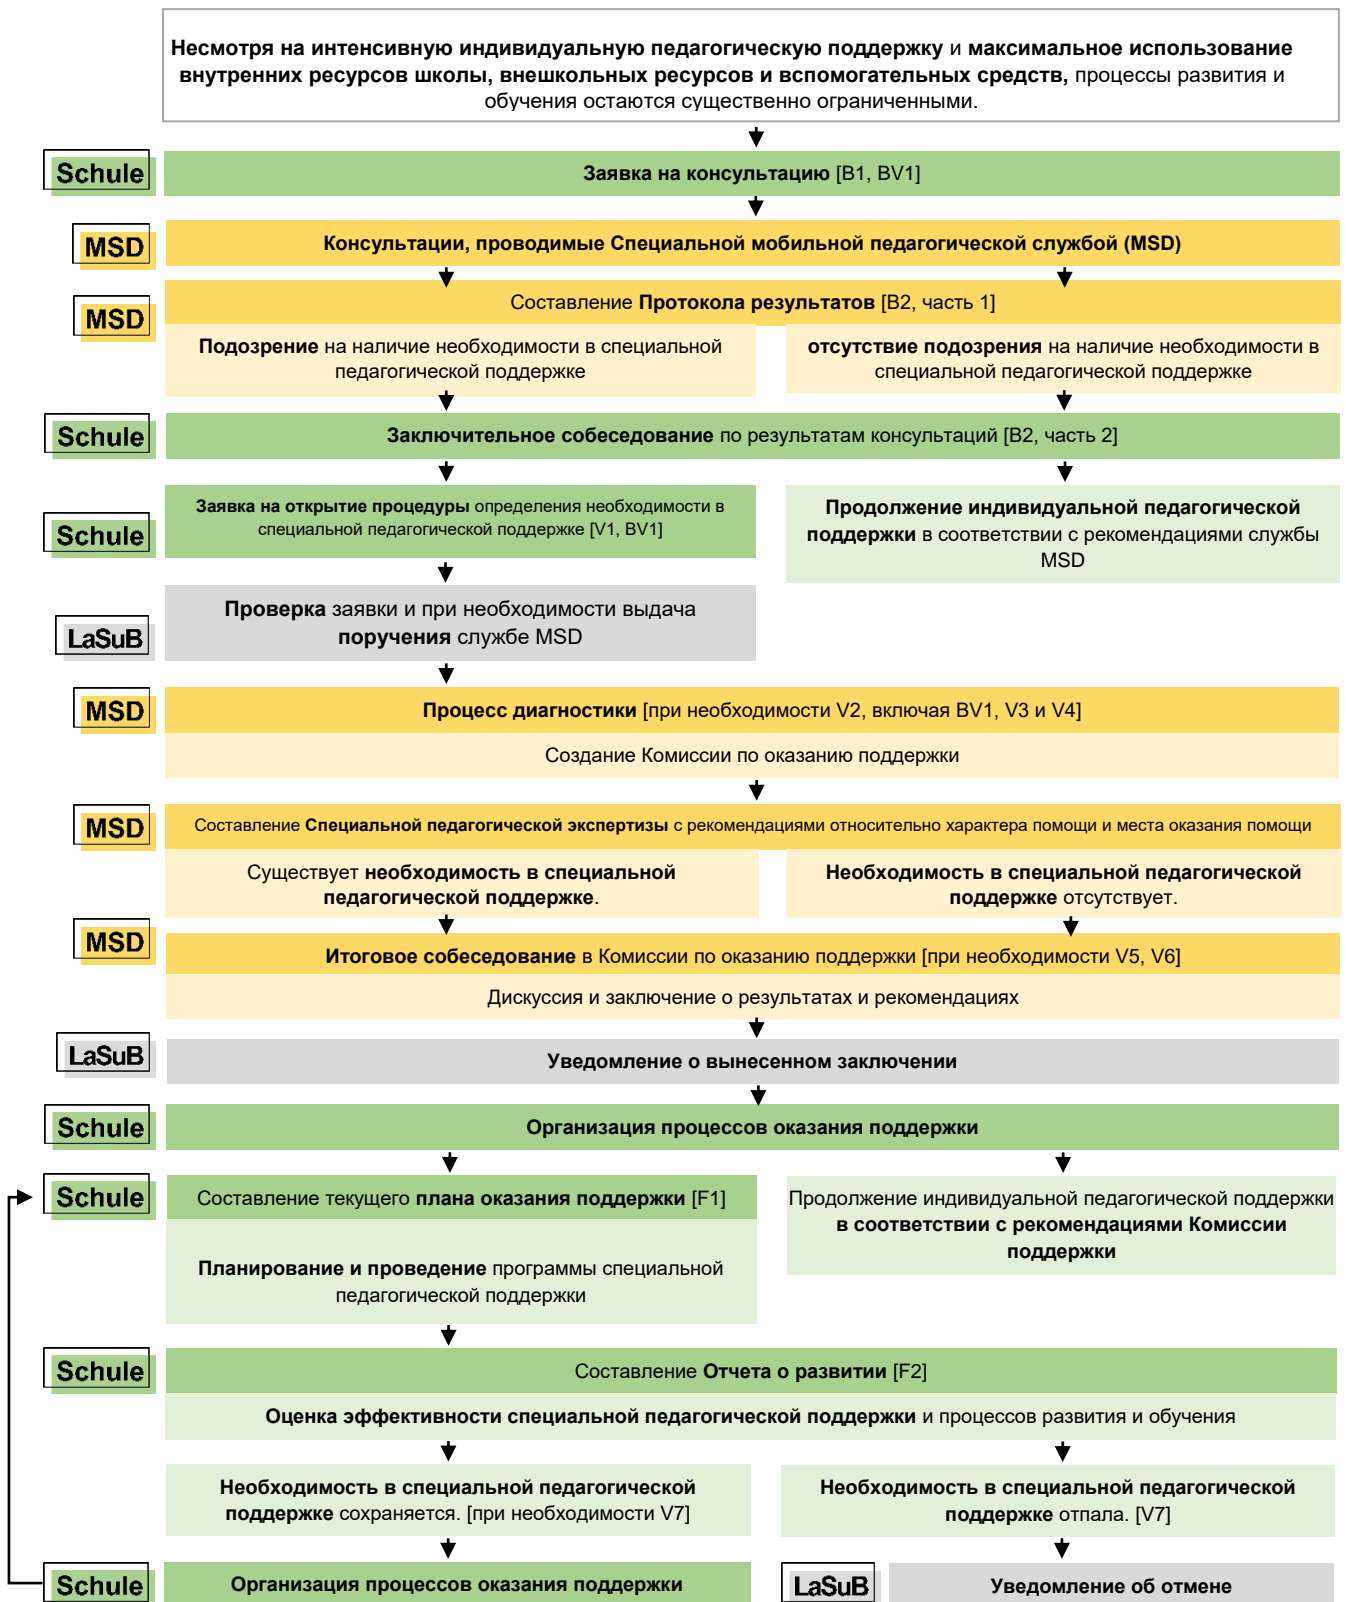 Несмотря на интенсивную индивидуальную педагогическую поддержку и максимальное использование
внутренних ресурсов школы, внешкольных ресурсов и вспомогательных средств, процессы развития и
обучения остаются существенно ограниченными.
Schule
Заявка на консультацию [B1, BV1]
MSD
Консультации, проводимые Специальной мобильной педагогической службой (MSD)
MSD
Составление Протокола результатов [B2, часть 1]
Подозрение на наличие необходимости в специальной
педагогической поддержке
отсутствие подозрения на наличие необходимости в
специальной педагогической поддержке
Schule
Заключительное собеседование по результатам консультаций [B2, часть 2]
Schule
Заявка на открытие процедуры определения необходимости в
специальной педагогической поддержке [V1, BV1]
Продолжение индивидуальной педагогической
поддержки в соответствии с рекомендациями службы
MSD
LaSuB
Проверка заявки и при необходимости выдача
поручения службе MSD
MSD
Процесс диагностики [при необходимости V2, включая BV1, V3 и V4]
Создание Комиссии по оказанию поддержки
MSD
Составление Специальной педагогической экспертизы с рекомендациями относительно характера помощи и места оказания помощи
Существует необходимость в специальной
педагогической поддержке.
Необходимость в специальной педагогической
поддержке отсутствует.
MSD
Итоговое собеседование в Комиссии по оказанию поддержки [при необходимости V5, V6]
Дискуссия и заключение о результатах и рекомендациях
LaSuB
Уведомление о вынесенном заключении
Schule
Организация процессов оказания поддержки
Schule
Составление текущего плана оказания поддержки [F1]
Планирование и проведение программы специальной
педагогической поддержки
Продолжение индивидуальной педагогической поддержки
в соответствии с рекомендациями Комиссии
поддержки
Schule
Составление Отчета о развитии [F2]
Оценка эффективности специальной педагогической поддержки и процессов развития и обучения
Необходимость в специальной педагогической
поддержке сохраняется. [при необходимости V7]
Необходимость в специальной педагогической
поддержке отпала. [V7]
Schule
Организация процессов оказания поддержки
LaSuB
Уведомление об отмене